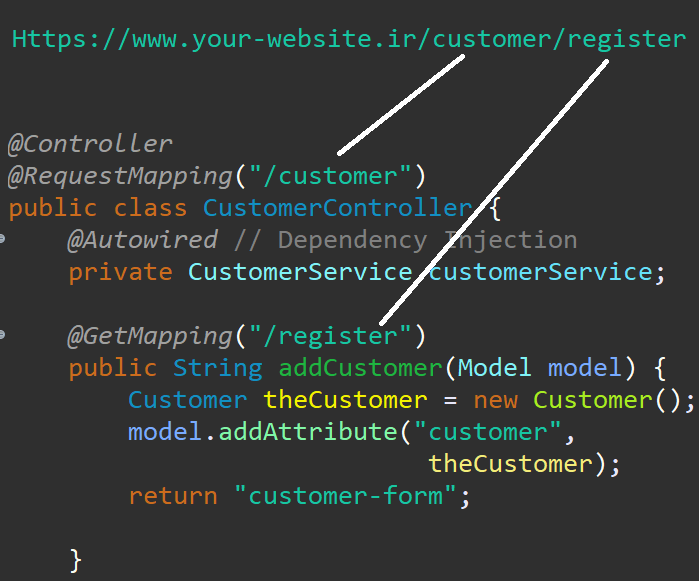 Https://www.your-website.ir/customer/register
@Controller
@RequestMapping("/customer")
public class CustomerController {
@Autowired // Dependency Injection
private CustomerService customerService;
@GetMapping("/register")
public String addCustomer(Model model) {
Customer theCustomer = new Customer();
model.addAttribute("customer",
theCustomer);
return "customer-form";
}